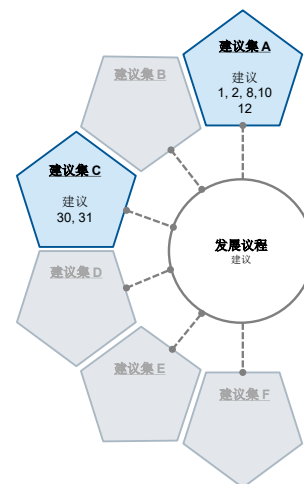 建议集 A
建议
1, 2, 8,10
12
建议集 B
建议集 C
建议
30, 31
发展议程
建议
建议集 D
建议集 E
建议集 F